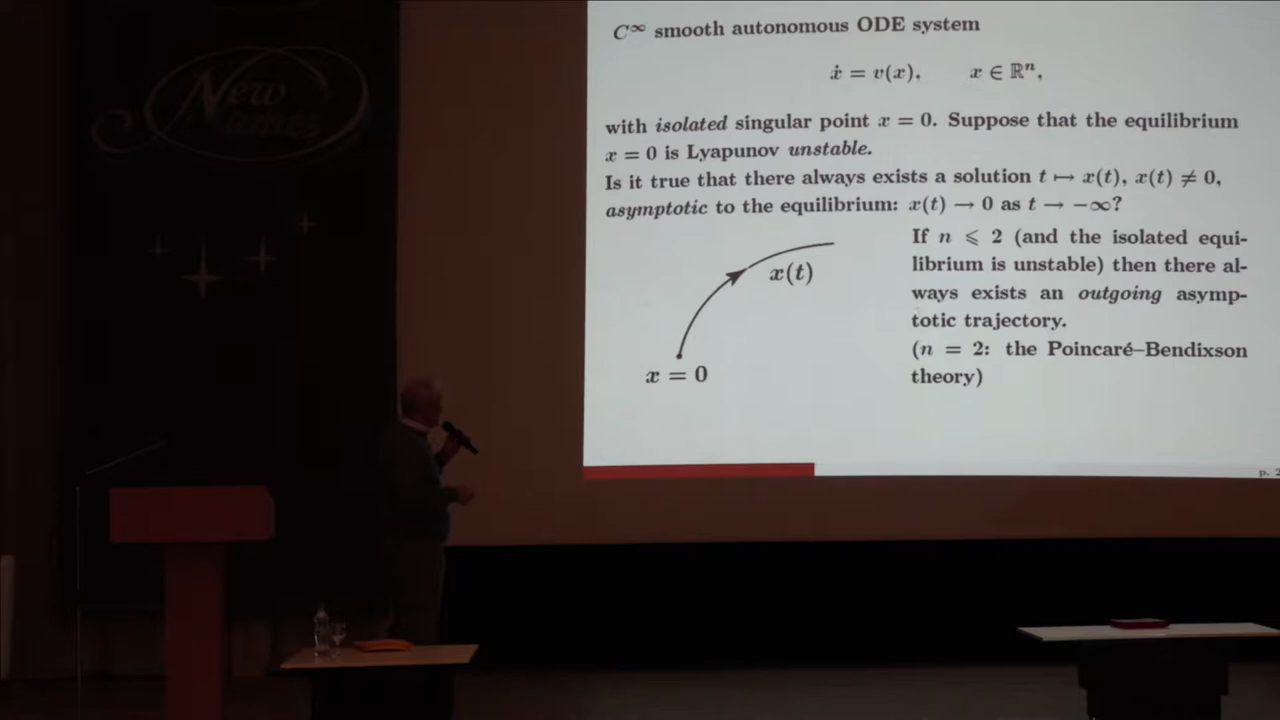 New
Names
C∞ smooth autonomous ODE system
ẋ = v(x), x ∈ ℝⁿ,
with isolated singular point x = 0. Suppose that the equilibrium
x = 0 is Lyapunov unstable.
Is it true that there always exists a solution t ↦ x(t), x(t) ≠ 0,
asymptotic to the equilibrium: x(t) → 0 as t → −∞?
If n ⩽ 2 (and the isolated equi-
librium is unstable) then there al-
ways exists an outgoing asymp-
totic trajectory.
(n = 2: the Poincaré–Bendixson
theory)
x(t)
x = 0
p. 2